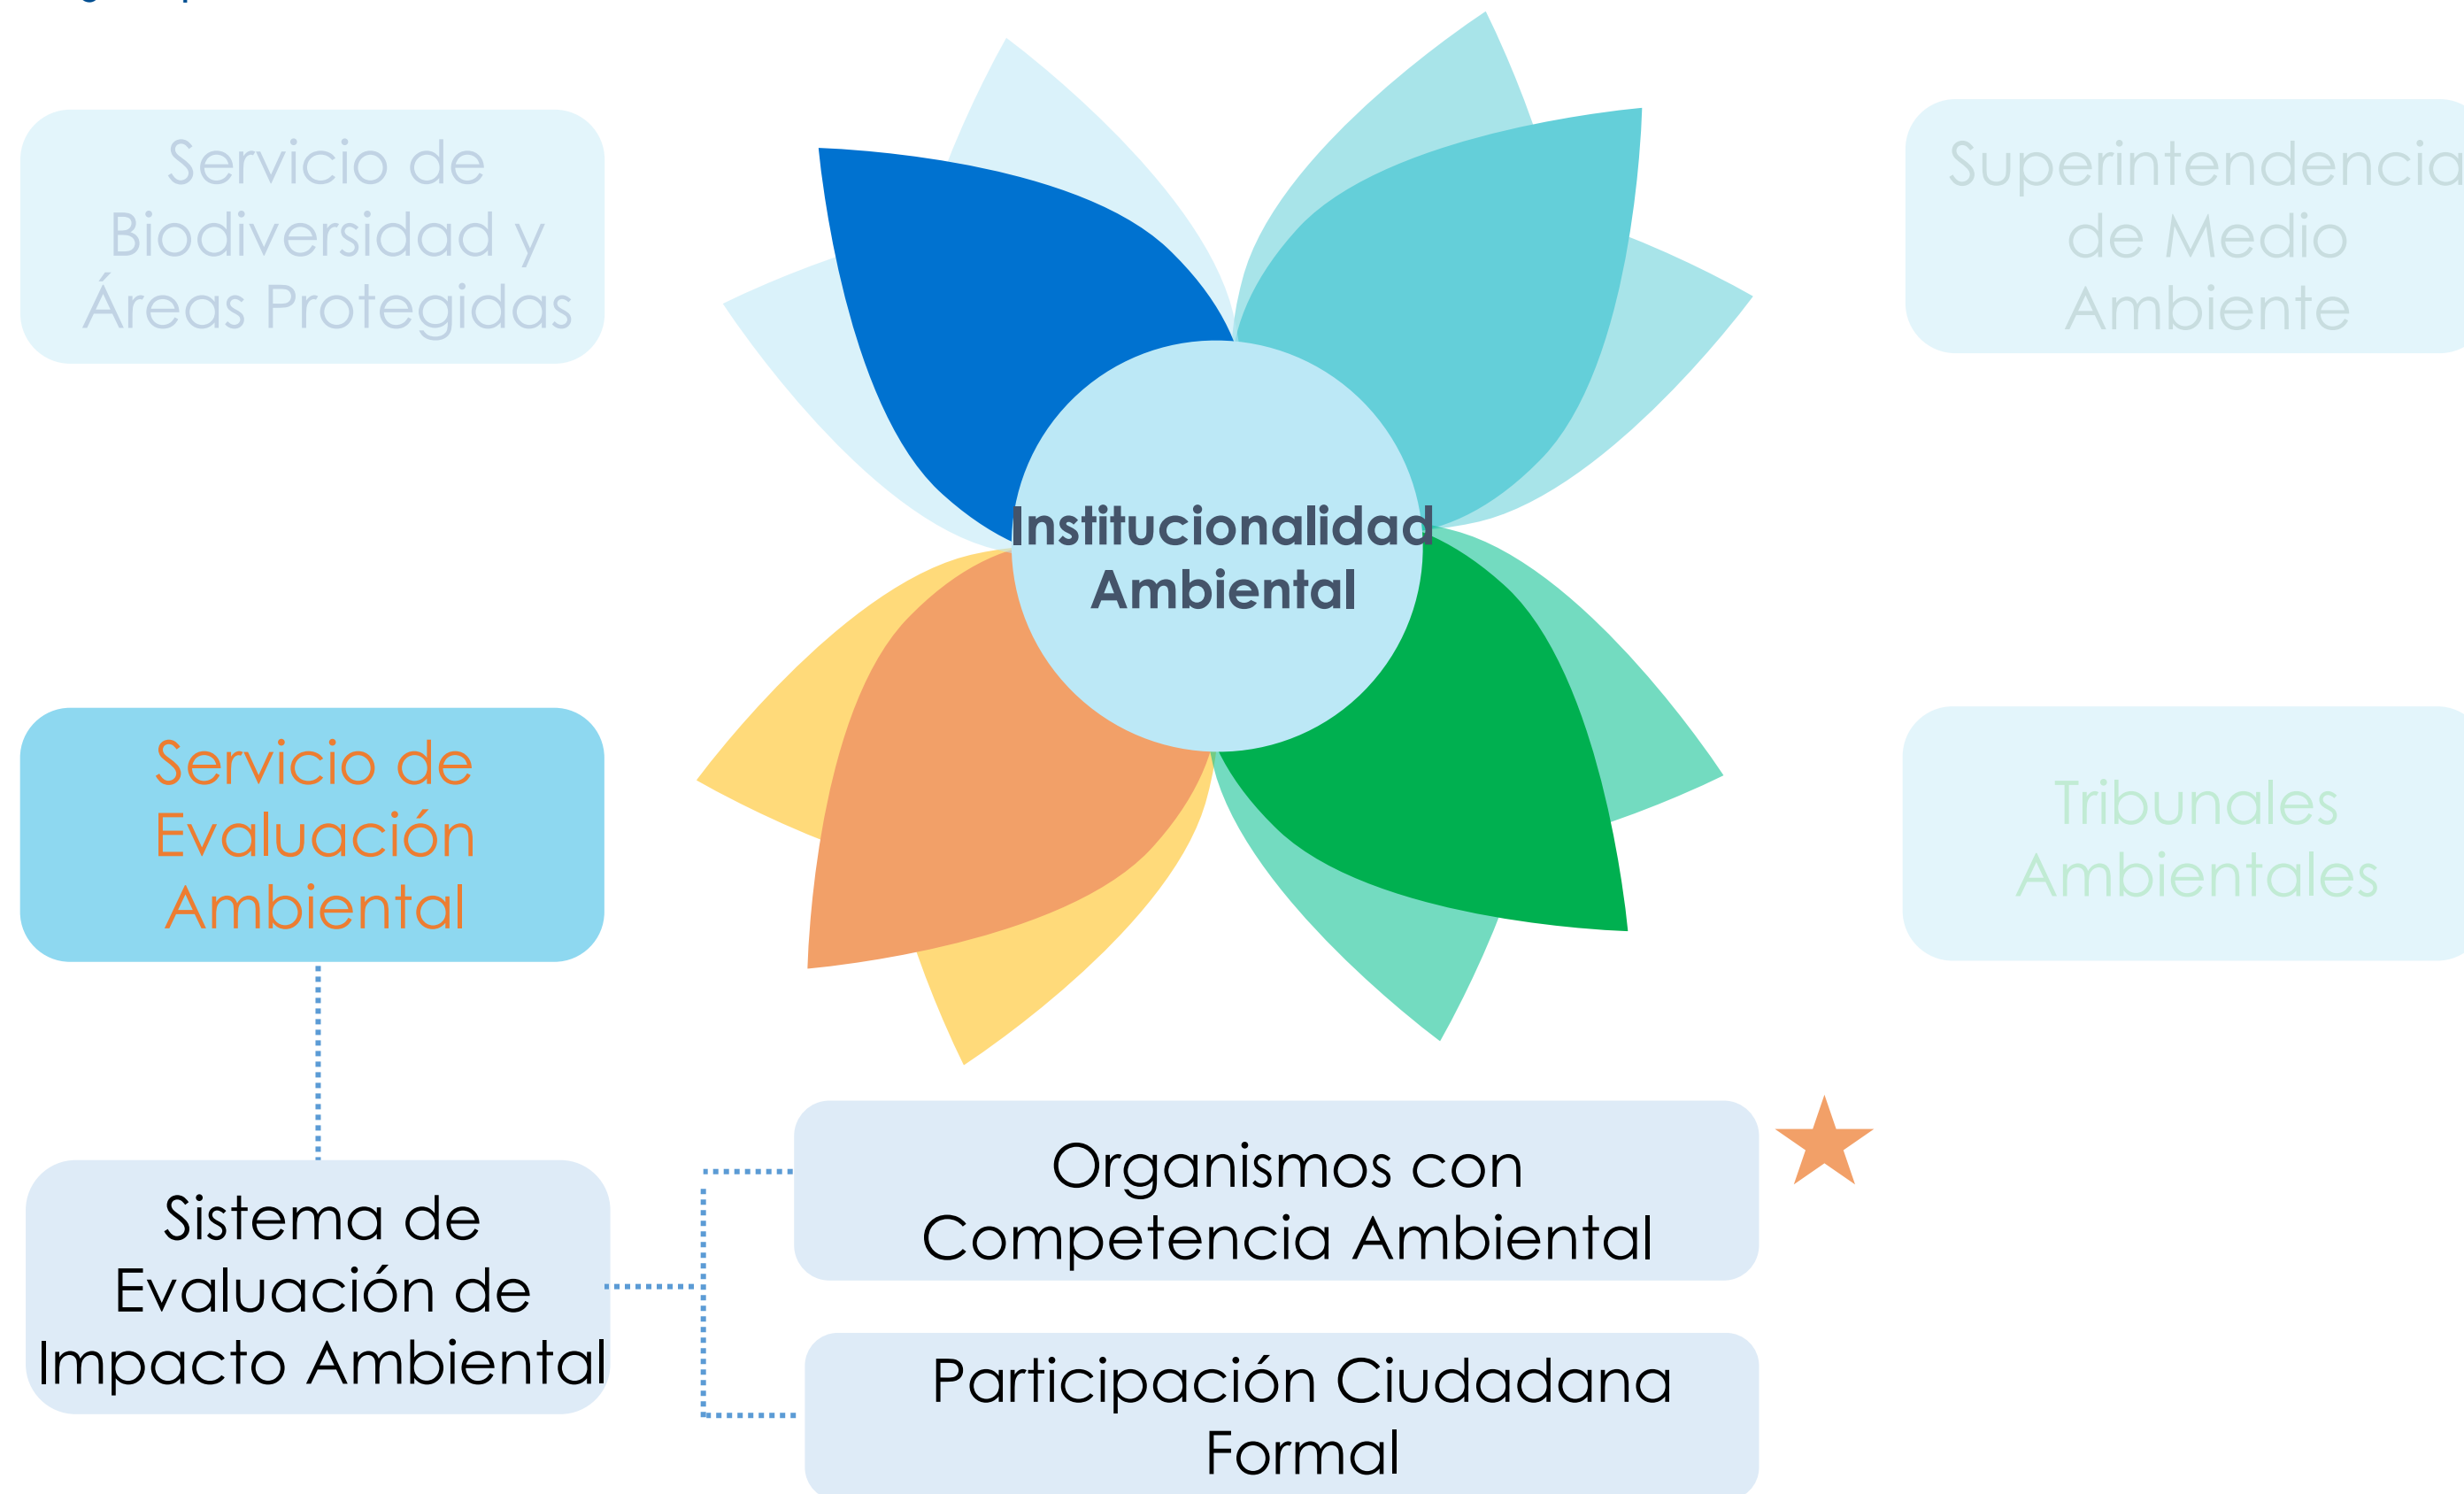 Servicio de
Biodiversidad y
Áreas Protegidas
Superintendencia
de Medio
Ambiente
Institucionalidad
Ambiental
Servicio de
Evaluación
Ambiental
Tribunales
Ambientales
Sistema de
Evaluación de
Impacto Ambiental
Organismos con
Competencia Ambiental
Participación Ciudadana
Formal